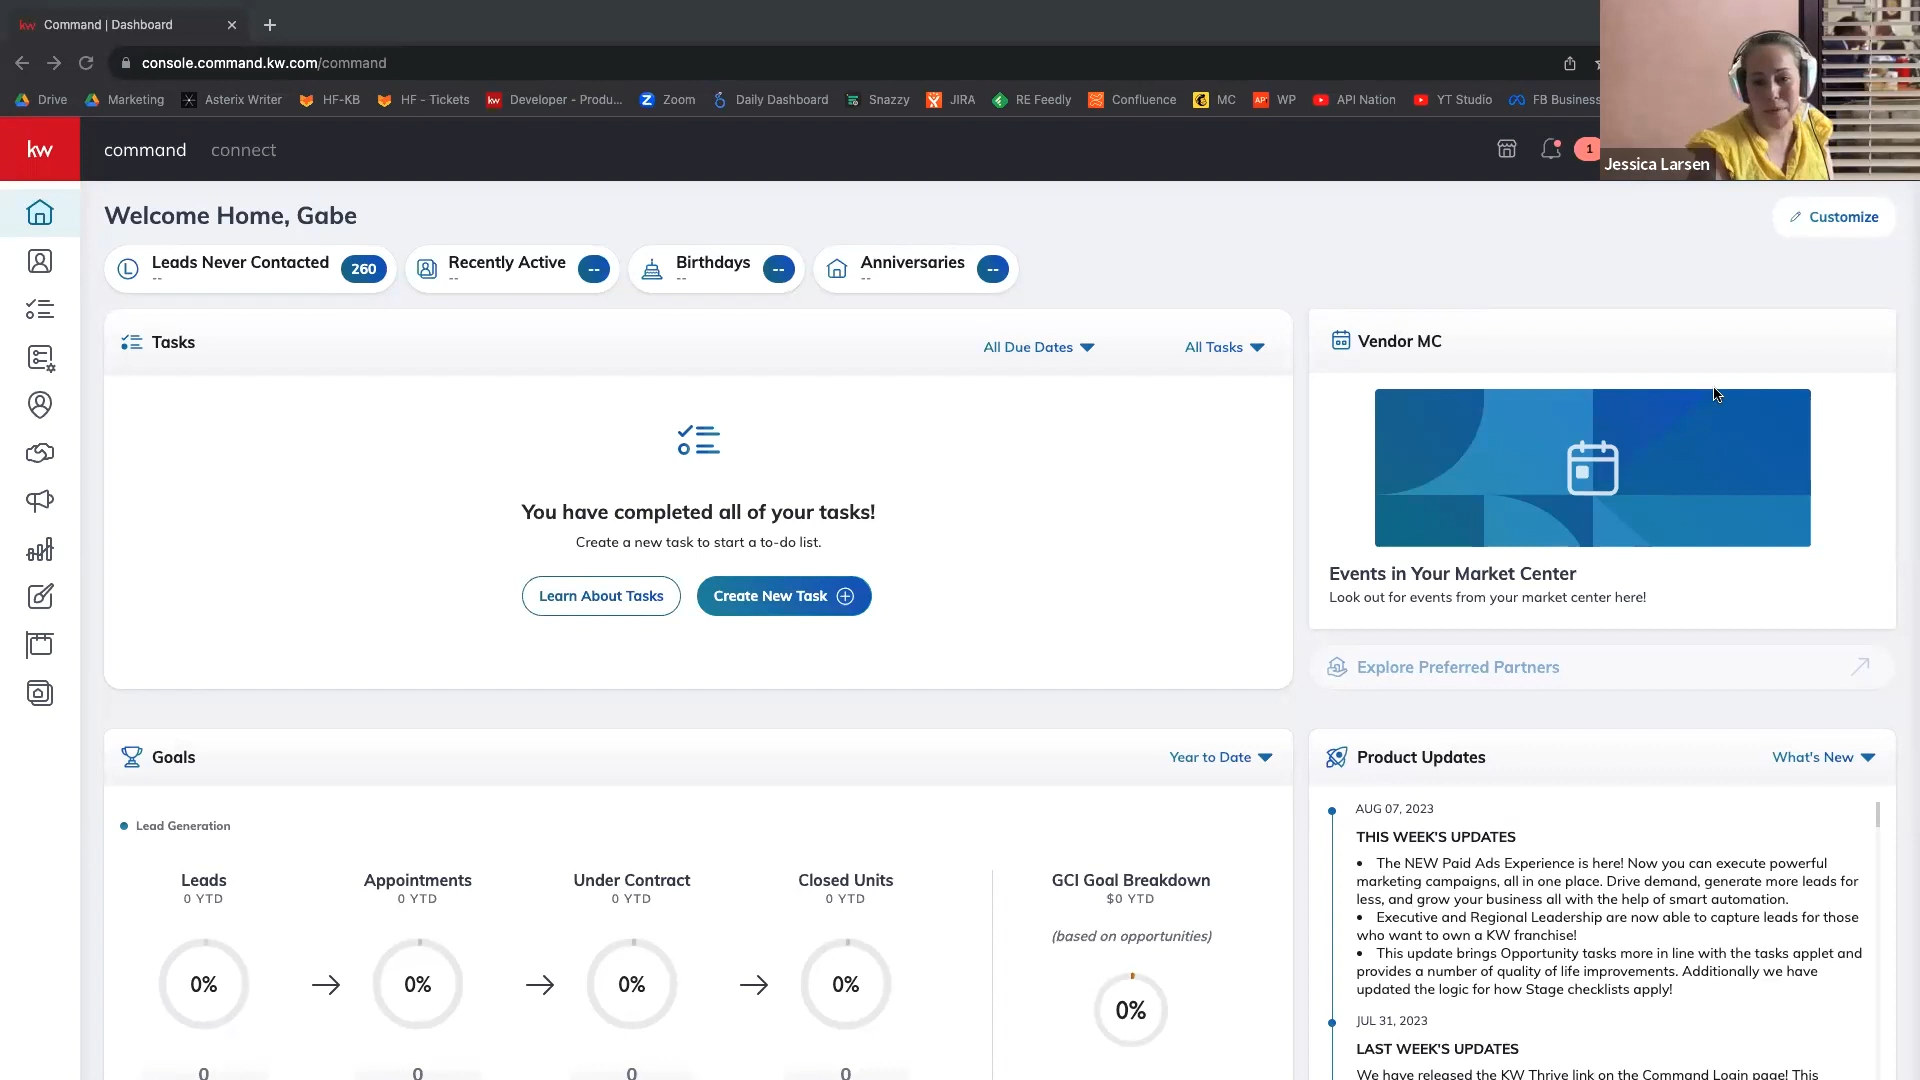 kw Command | Dashboard
console.command.kw.com/command
Drive Marketing Asterix Writer HF-KB HF - Tickets kw Developer - Produ... Zoom Daily Dashboard Snazzy JIRA RE Feedly Confluence MC WP API Nation YT Studio FB Business
kw command connect 1
Jessica Larsen
Welcome Home, Gabe
Customize
Leads Never Contacted 260 Recently Active -- Birthdays -- Anniversaries --
-- -- -- --
Tasks All Due Dates All Tasks
You have completed all of your tasks!
Create a new task to start a to-do list.
Learn About Tasks Create New Task
Vendor MC
Events in Your Market Center
Look out for events from your market center here!
Explore Preferred Partners
Goals Year to Date
Lead Generation
Leads Appointments Under Contract Closed Units GCI Goal Breakdown
0 YTD 0 YTD 0 YTD 0 YTD $0 YTD
(based on opportunities)
0% 0% 0% 0% 0%
0 0 0 0
Product Updates What's New
AUG 07, 2023
THIS WEEK'S UPDATES
• The NEW Paid Ads Experience is here! Now you can execute powerful
marketing campaigns, all in one place. Drive demand, generate more leads for
less, and grow your business all with the help of smart automation.
• Executive and Regional Leadership are now able to capture leads for those
who want to own a KW franchise!
• This update brings Opportunity tasks more in line with the tasks applet and
provides a number of quality of life improvements. Additionally we have
updated the logic for how Stage checklists apply!
JUL 31, 2023
LAST WEEK'S UPDATES
We have released the KW Thrive link on the Command Login page! This